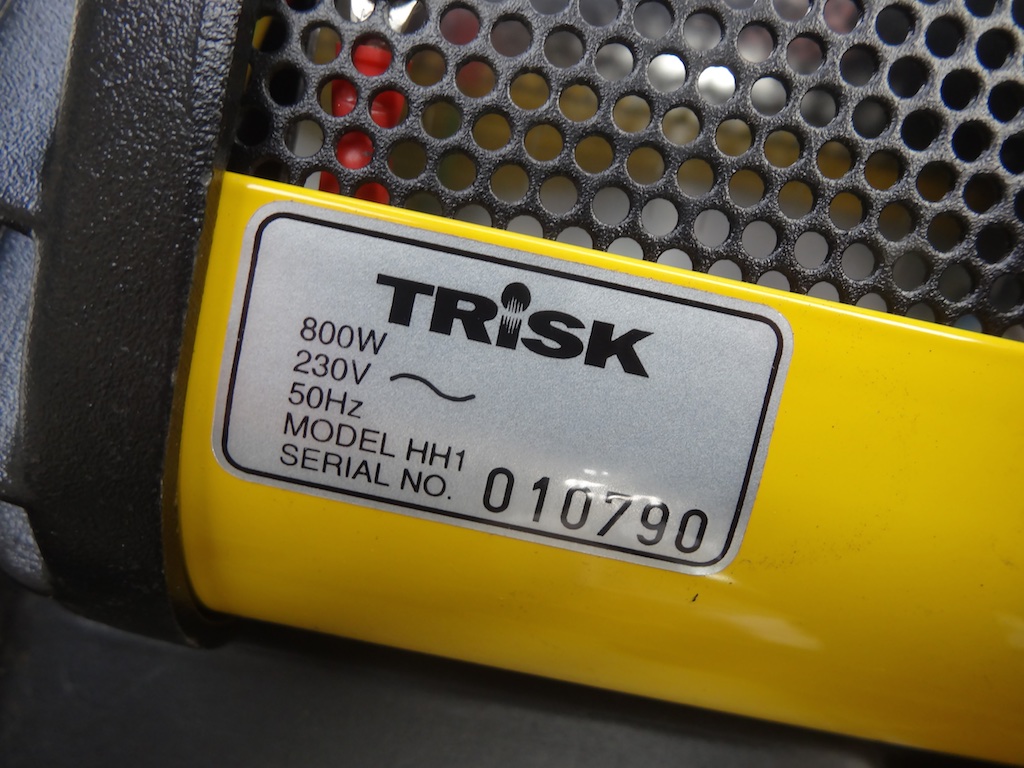 TRiSK
800W
230V ~
50Hz
MODEL HH1
SERIAL NO. 010790